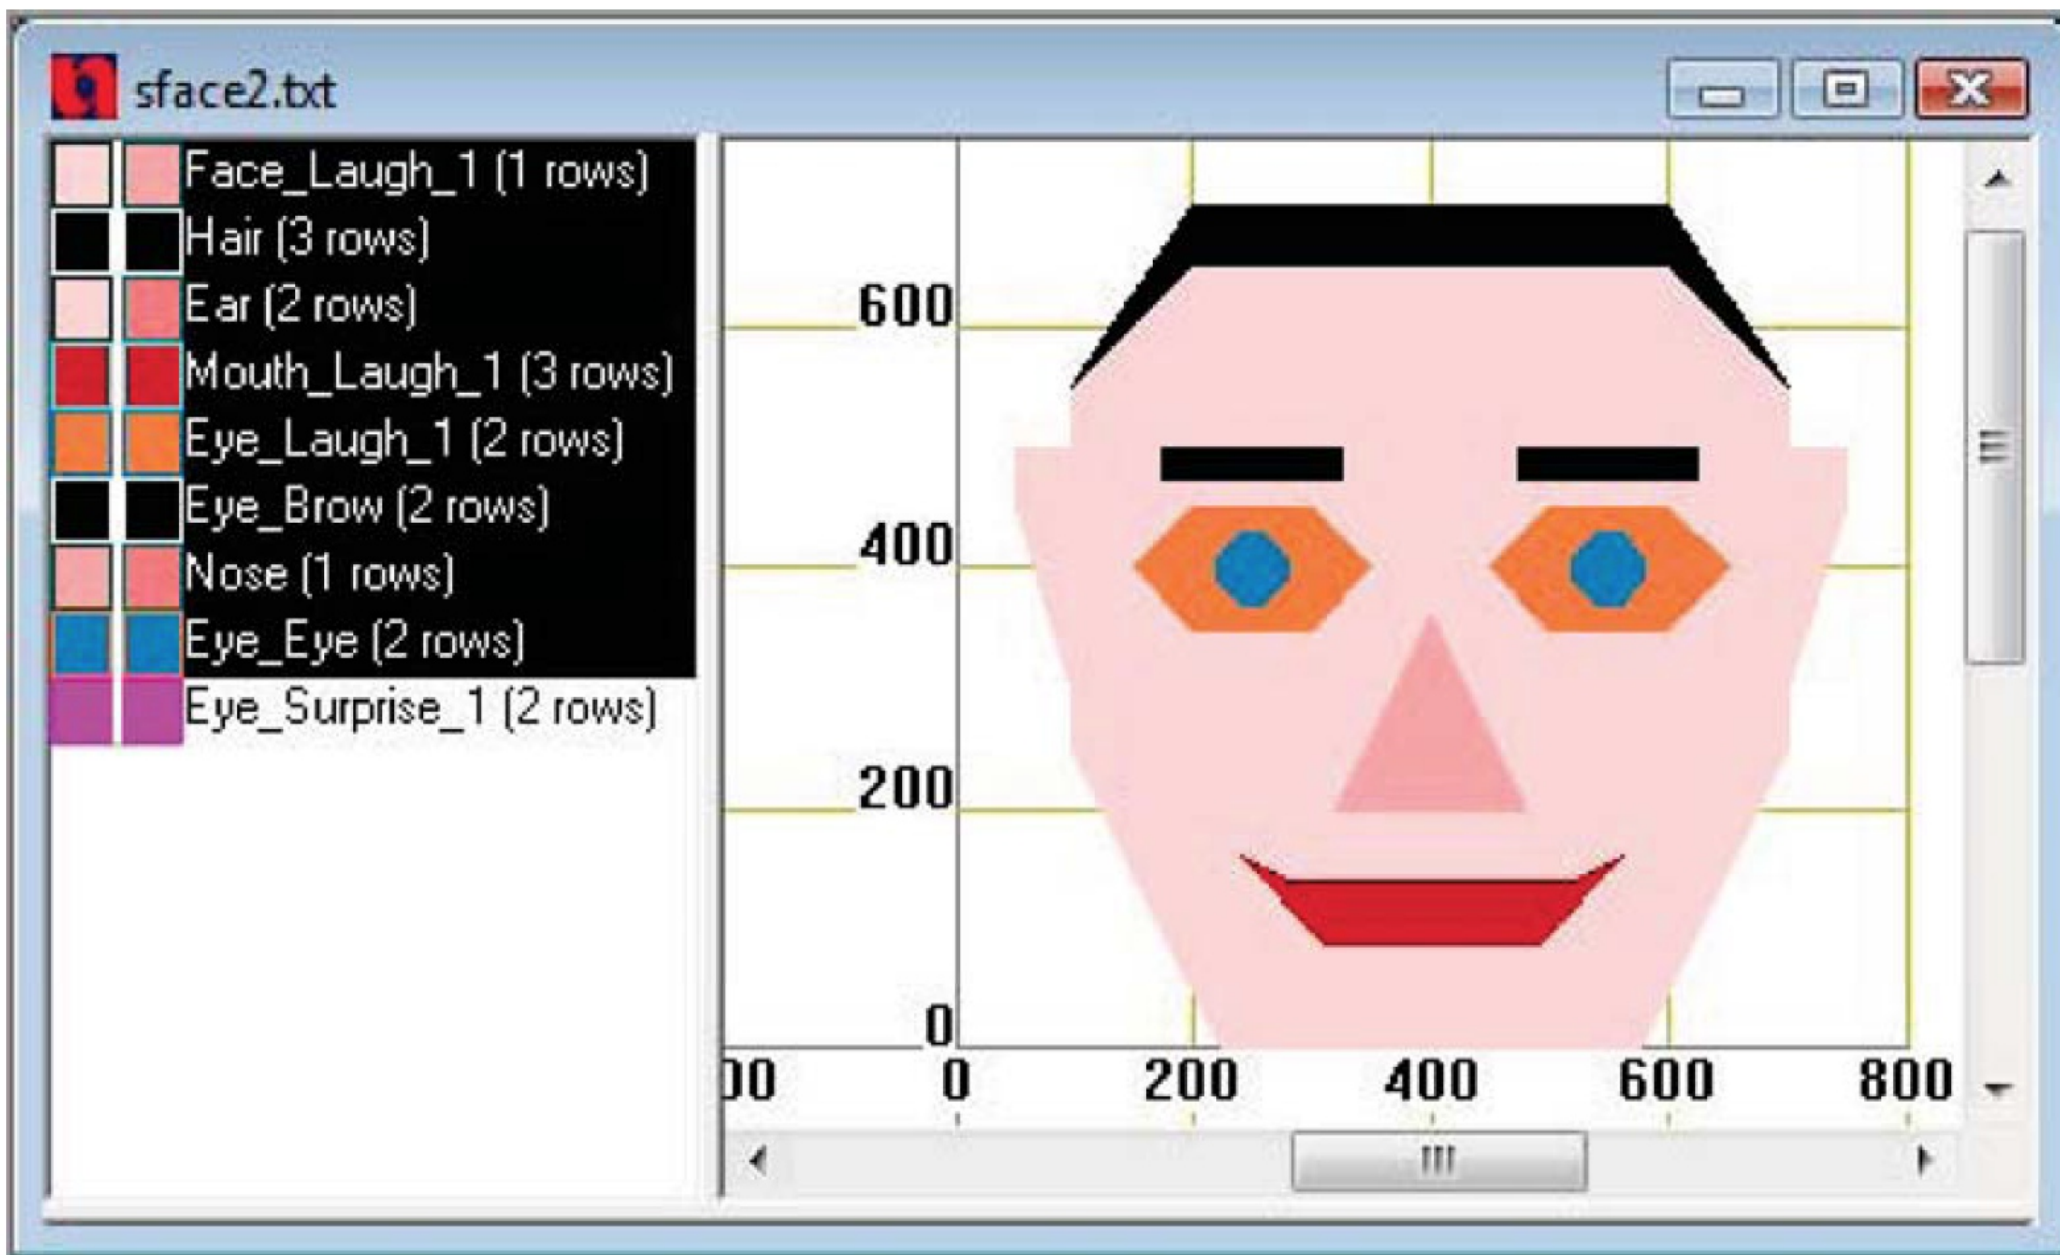 sface2.txt
Face_Laugh_1 (1 rows)
Hair (3 rows)
Ear (2 rows)
Mouth_Laugh_1 (3 rows)
Eye_Laugh_1 (2 rows)
Eye_Brow (2 rows)
Nose (1 rows)
Eye_Eye (2 rows)
Eye_Surprise_1 (2 rows)
600
400
200
0
00 0 200 400 600 800